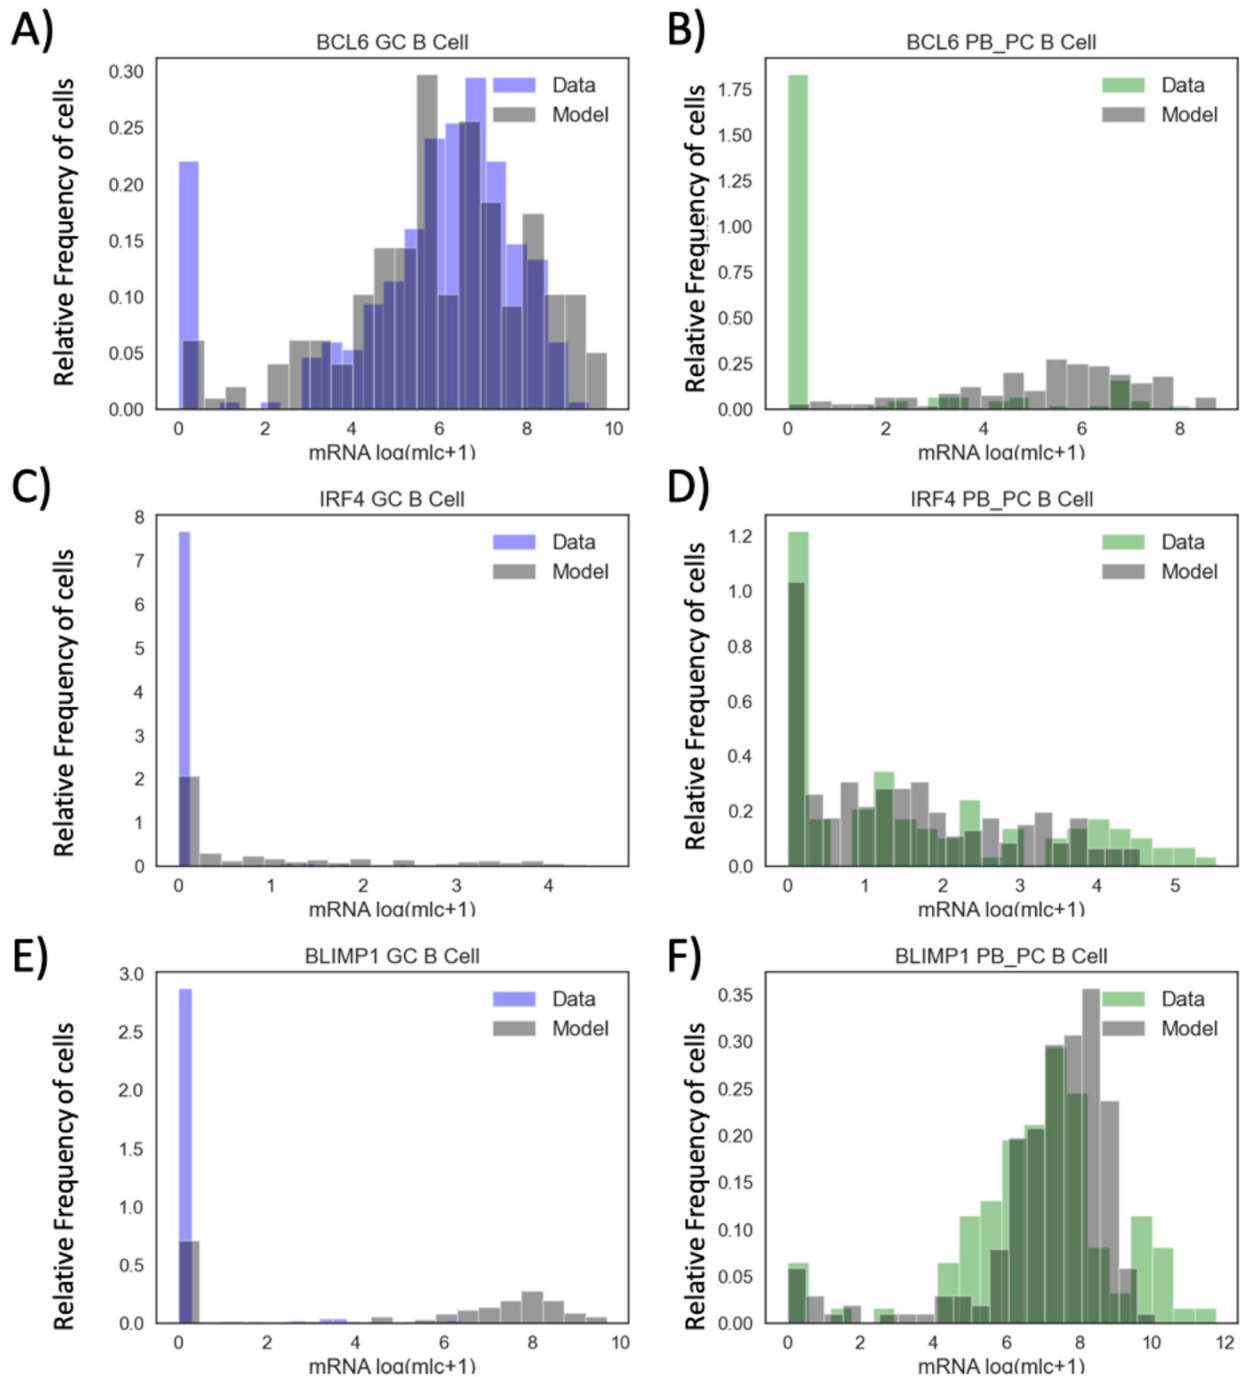 A)
BCL6 GC B Cell
Relative Frequency of cells
0.30
0.25
0.20
0.15
0.10
0.05
0.00
Data
Model
0 2 4 6 8 10
mRNA log(mlc+1)
B)
BCL6 PB_PC B Cell
Relative Frequency of cells
1.75
1.50
1.25
1.00
0.75
0.50
0.25
0.00
Data
Model
0 2 4 6 8
mRNA log(mlc+1)
C)
IRF4 GC B Cell
Relative Frequency of cells
8
7
6
5
4
3
2
1
0
Data
Model
0 1 2 3 4
mRNA log(mlc+1)
D)
IRF4 PB_PC B Cell
Relative Frequency of cells
1.2
1.0
0.8
0.6
0.4
0.2
0.0
Data
Model
0 1 2 3 4 5
mRNA log(mlc+1)
E)
BLIMP1 GC B Cell
Relative Frequency of cells
3.0
2.5
2.0
1.5
1.0
0.5
0.0
Data
Model
0 2 4 6 8 10
mRNA log(mlc+1)
F)
BLIMP1 PB_PC B Cell
Relative Frequency of cells
0.35
0.30
0.25
0.20
0.15
0.10
0.05
0.00
Data
Model
0 2 4 6 8 10 12
mRNA log(mlc+1)